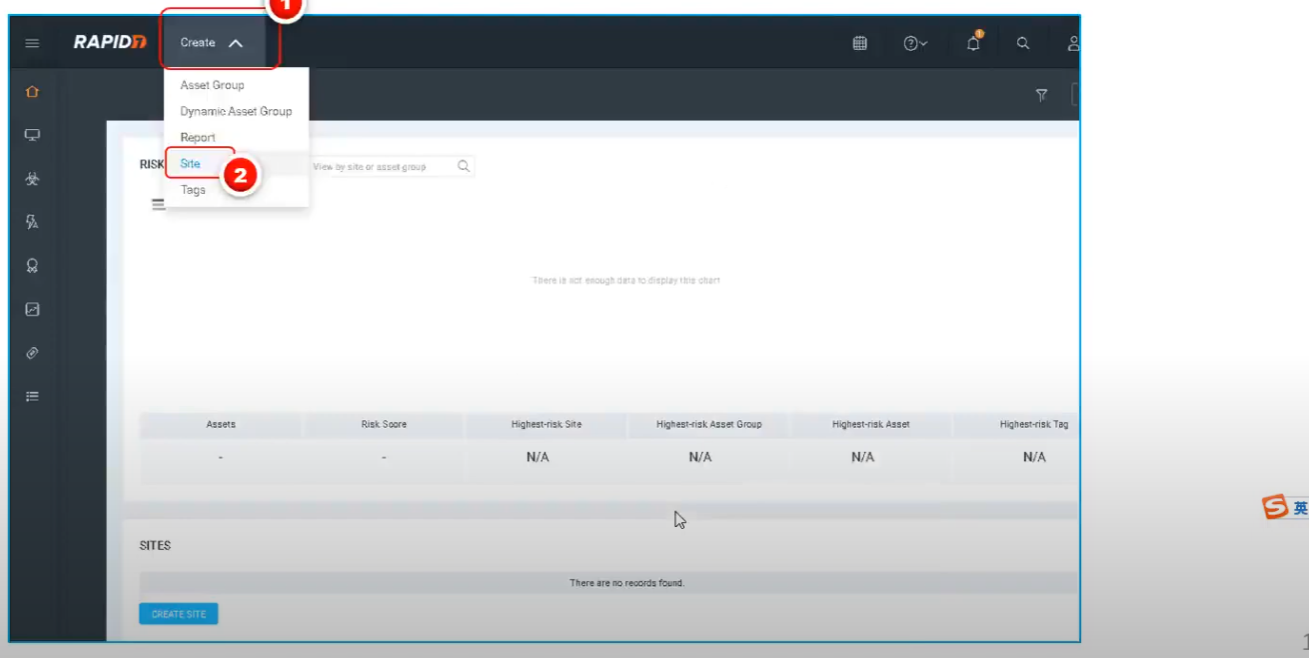 1
RAPID7 Create
Asset Group
Dynamic Asset Group
Report
RISK Site 2 View by site or asset group
Tags
There is not enough data to display this chart
Assets Risk Score Highest-risk Site Highest-risk Asset Group Highest-risk Asset Highest-risk Tag
- - N/A N/A N/A N/A
S 英
SITES
There are no records found.
CREATE SITE
1